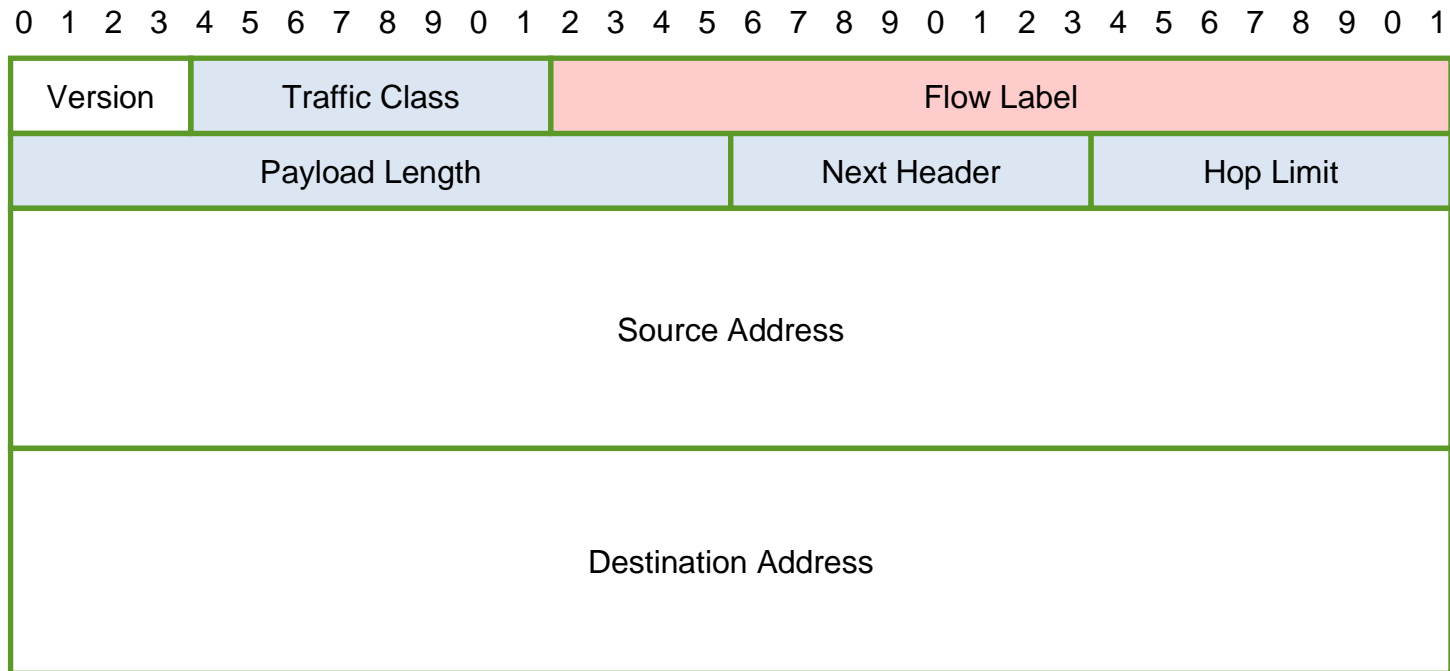 0 1 2 3 4 5 6 7 8 9 0 1 2 3 4 5 6 7 8 9 0 1 2 3 4 5 6 7 8 9 0 1
Version Traffic Class Flow Label
Payload Length Next Header Hop Limit
Source Address
Destination Address